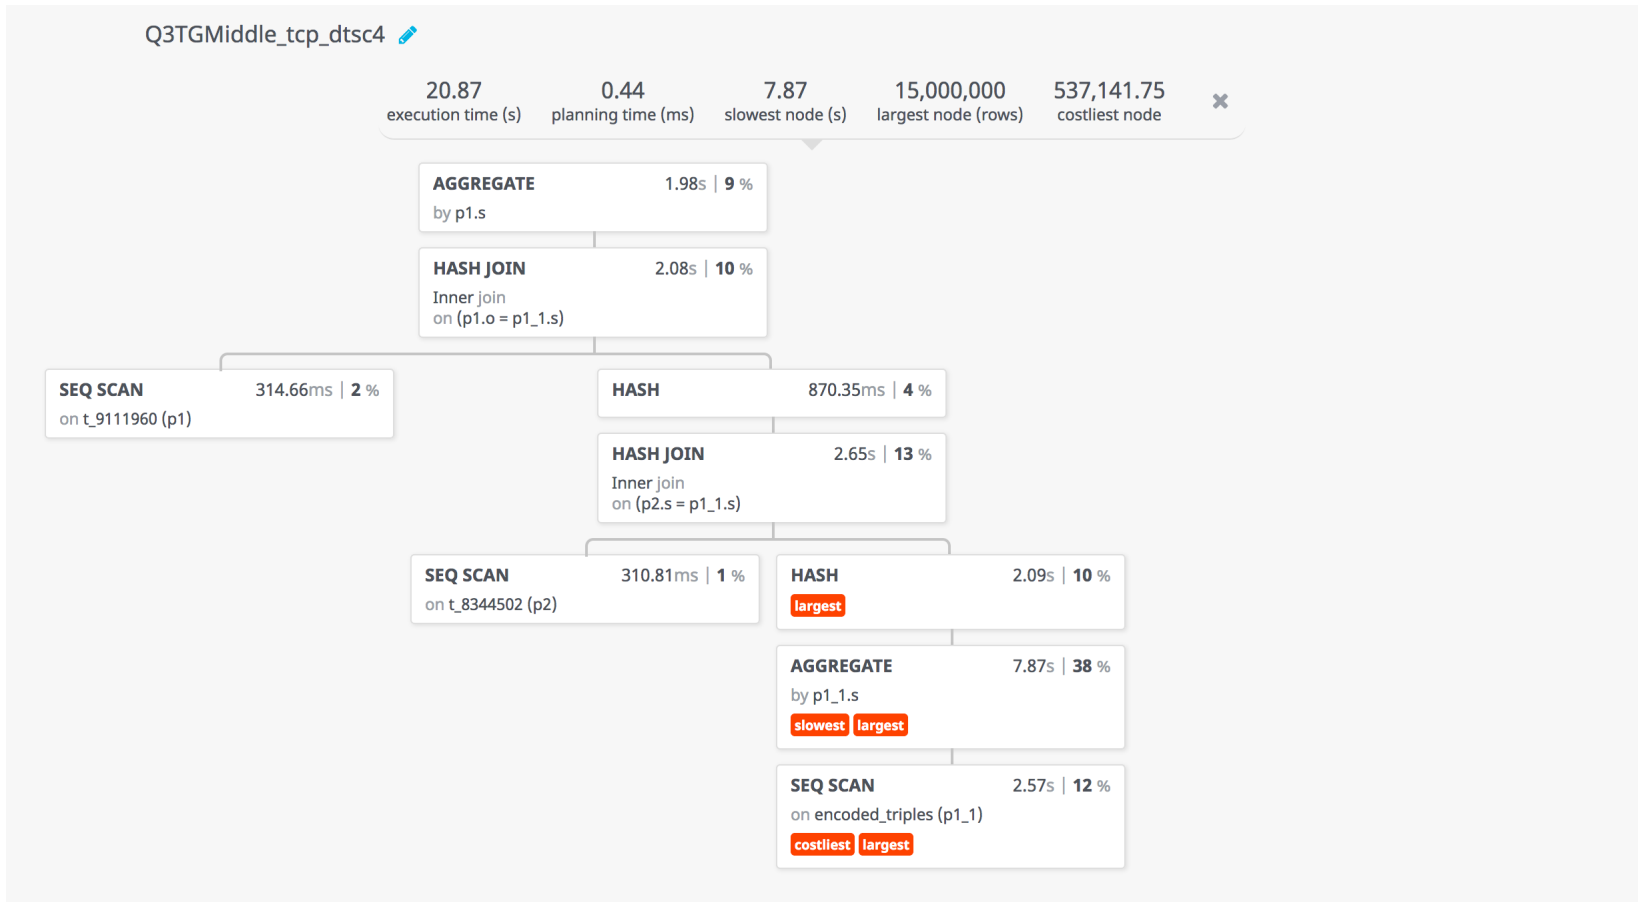 Q3TGMiddle_tcp_dtsc4
20.87 0.44 7.87 15,000,000 537,141.75
execution time (s) planning time (ms) slowest node (s) largest node (rows) costliest node
AGGREGATE 1.98s | 9 %
by p1.s
HASH JOIN 2.08s | 10 %
Inner join
on (p1.o = p1_1.s)
SEQ SCAN 314.66ms | 2 %
on t_9111960 (p1)
HASH 870.35ms | 4 %
HASH JOIN 2.65s | 13 %
Inner join
on (p2.s = p1_1.s)
SEQ SCAN 310.81ms | 1 %
on t_8344502 (p2)
HASH 2.09s | 10 %
largest
AGGREGATE 7.87s | 38 %
by p1_1.s
slowest largest
SEQ SCAN 2.57s | 12 %
on encoded_triples (p1_1)
costliest largest